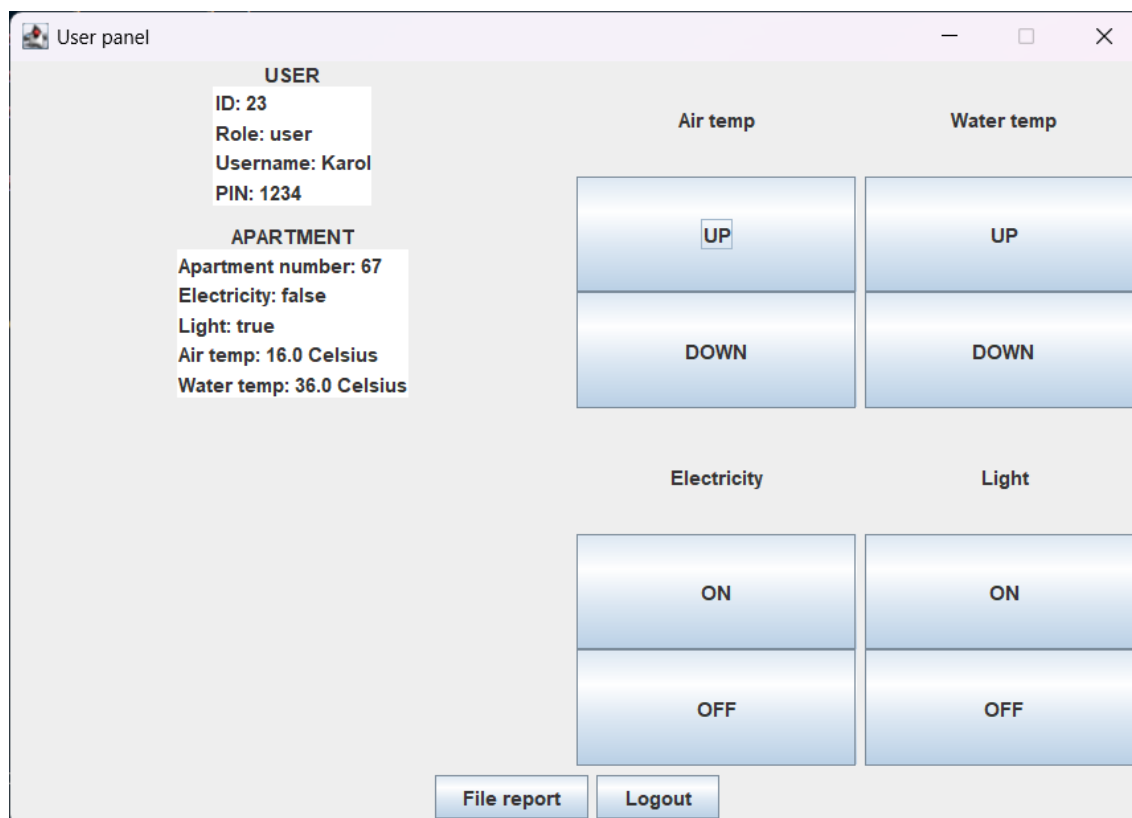 User panel
USER
ID: 23
Role: user
Username: Karol
PIN: 1234
APARTMENT
Apartment number: 67
Electricity: false
Light: true
Air temp: 16.0 Celsius
Water temp: 36.0 Celsius
Air temp
Water temp
UP
UP
DOWN
DOWN
Electricity
Light
ON
ON
OFF
OFF
File report
Logout